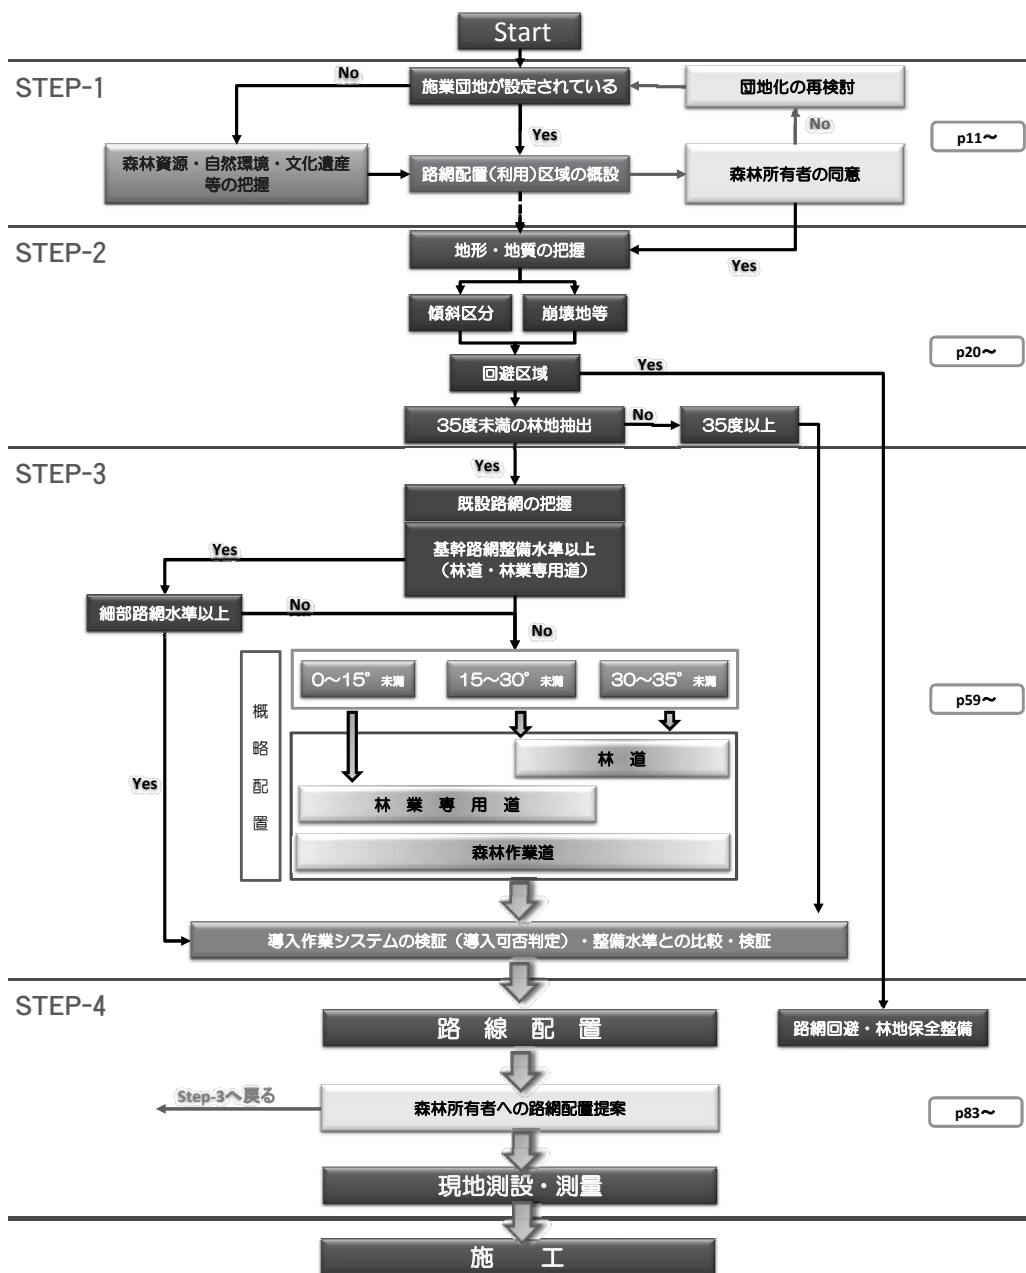 Start
STEP-1
No
施業団地が設定されている
団地化の再検討
Yes
No
p11～
森林資源・自然環境・文化遺産
等の把握
路網配置(利用)区域の概設
森林所有者の同意
STEP-2
地形・地質の把握
Yes
傾斜区分
崩壊地等
p20～
回避区域
Yes
35度未満の林地抽出
No
35度以上
STEP-3
Yes
既設路網の把握
Yes
基幹路網整備水準以上
(林道・林業専用道)
細部路網水準以上
No
No
0～15° 未満
15～30° 未満
30～35° 未満
概略配置
p59～
林 道
Yes
林 業 専 用 道
森林作業道
導入作業システムの検証（導入可否判定）・整備水準との比較・検証
STEP-4
路 線 配 置
路網回避・林地保全整備
Step-3へ戻る
森林所有者への路網配置提案
p83～
現地測設・測量
施 工